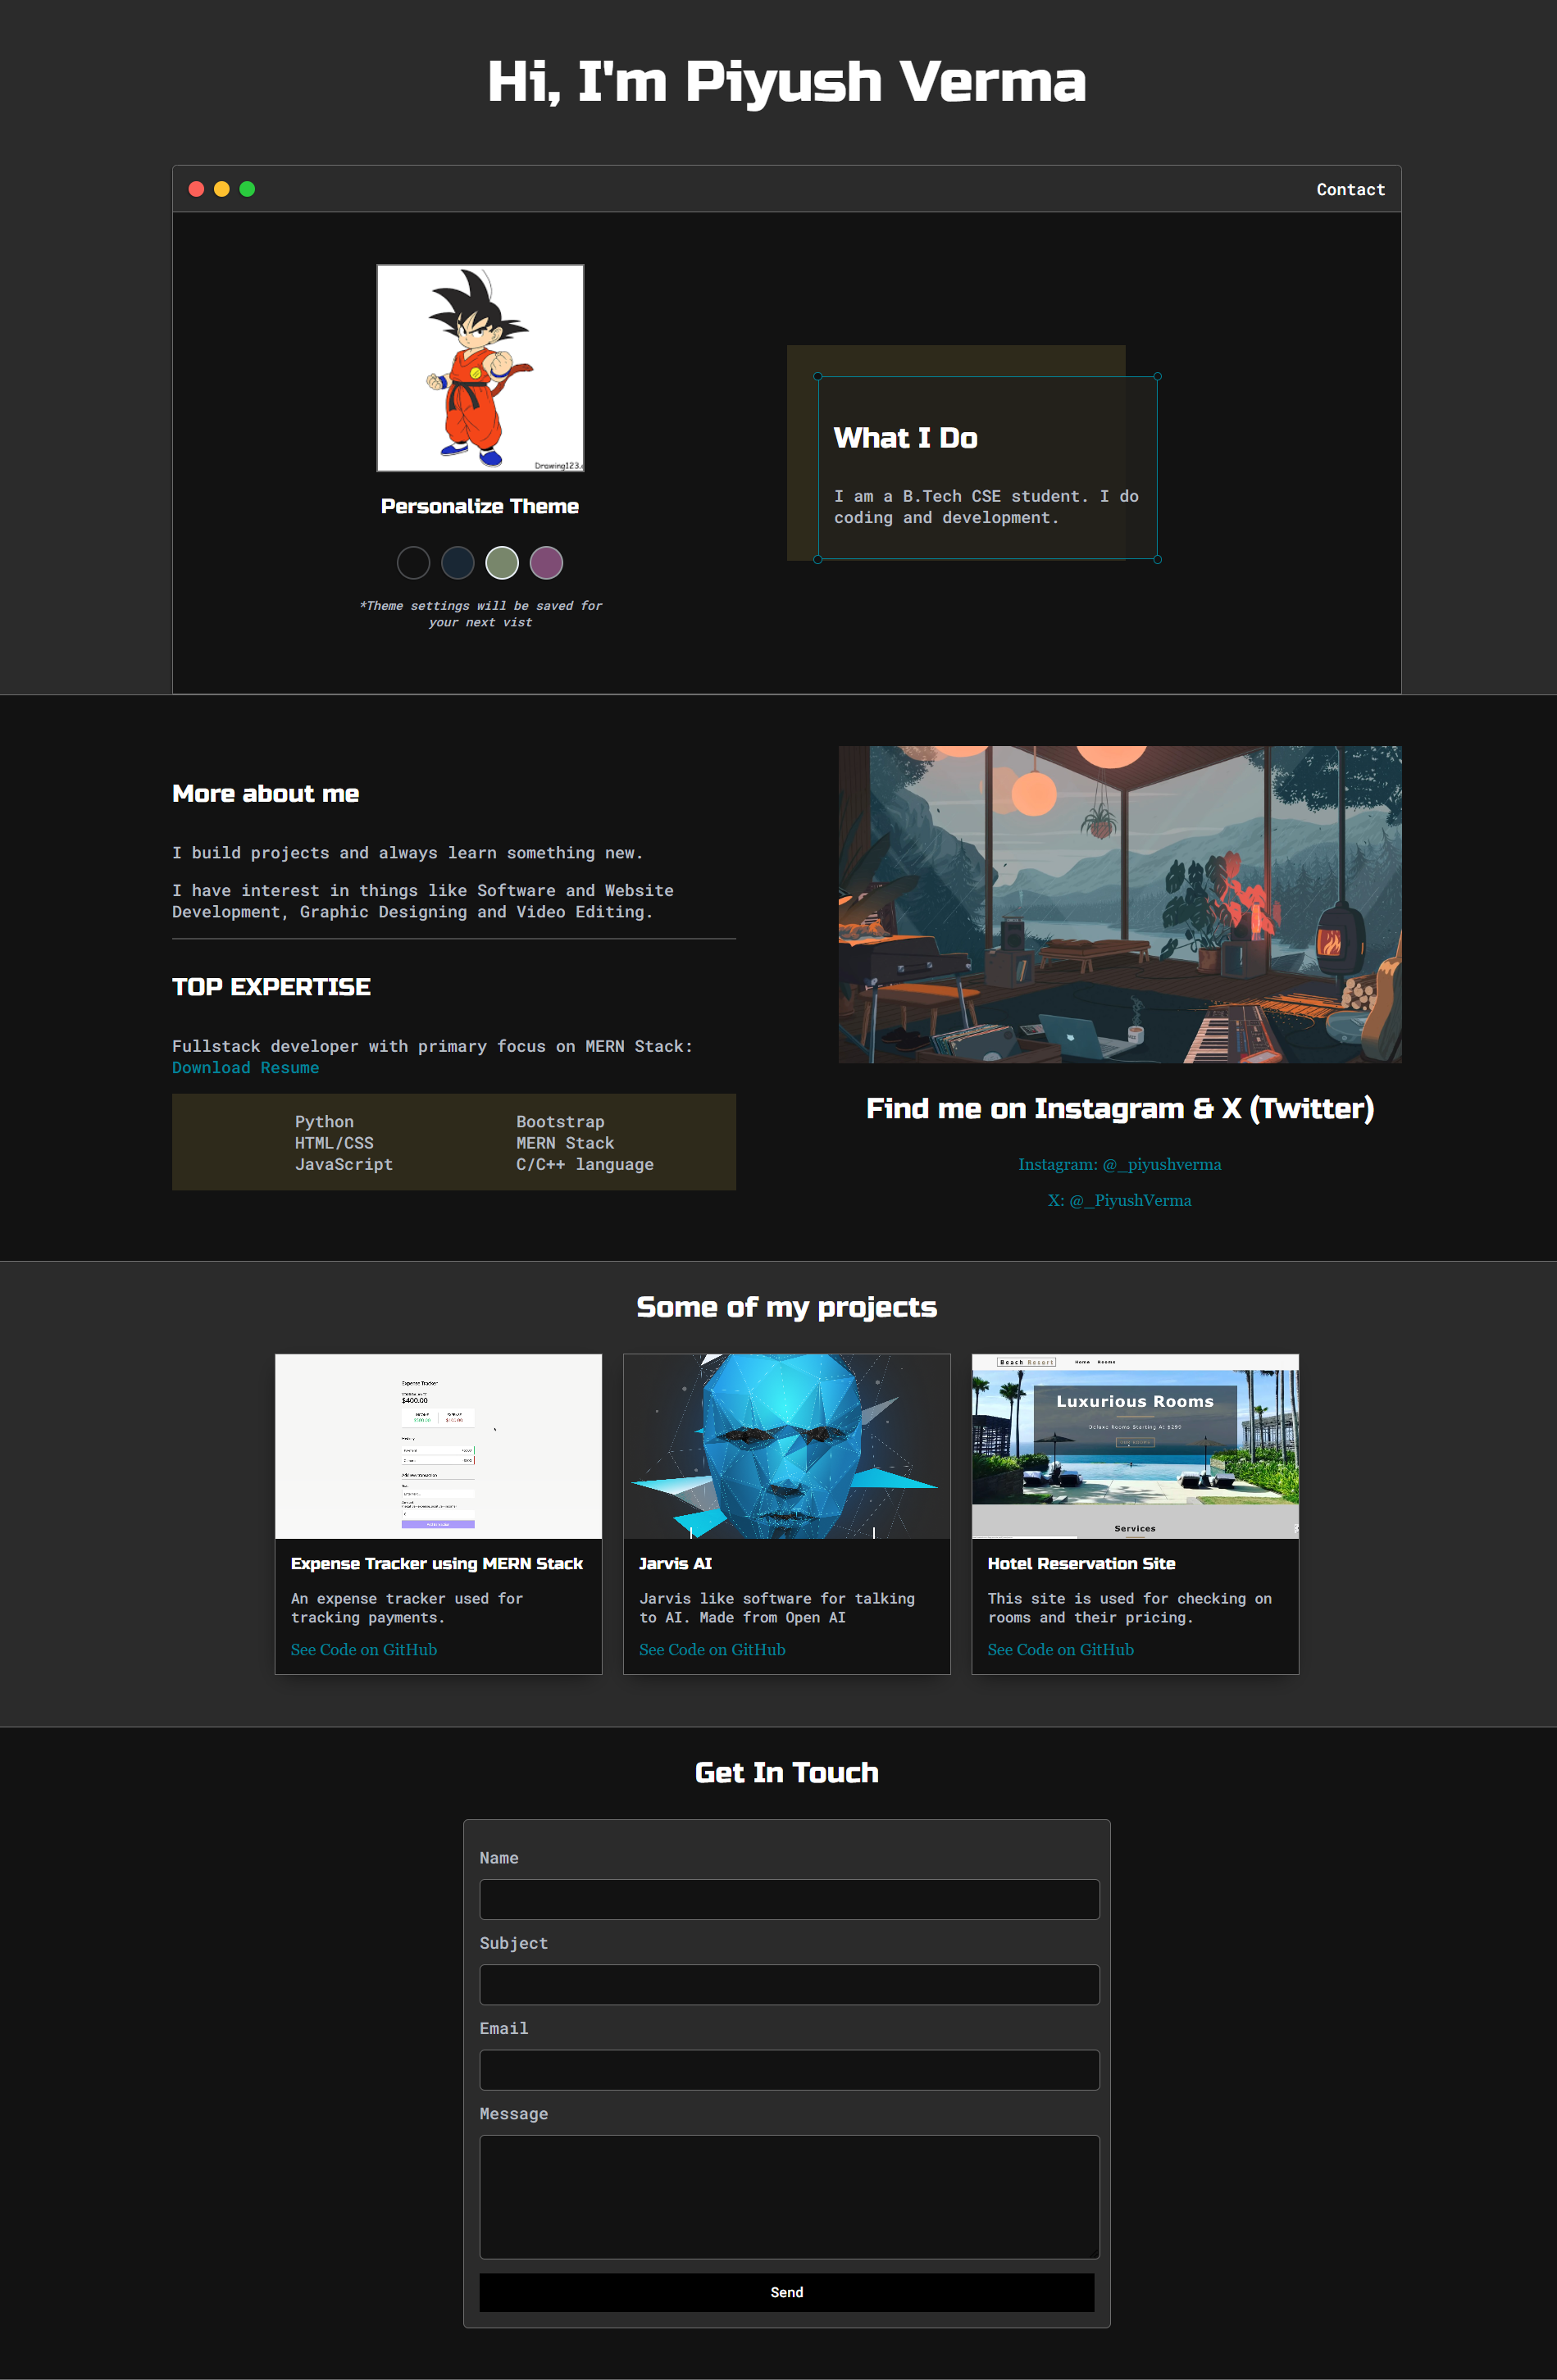 Hi, I'm Piyush Verma
Contact
Drawing123.
Personalize Theme
*Theme settings will be saved for
your next vist
What I Do
I am a B.Tech CSE student. I do
coding and development.
More about me
I build projects and always learn something new.
I have interest in things like Software and Website
Development, Graphic Designing and Video Editing.
TOP EXPERTISE
Fullstack developer with primary focus on MERN Stack:
Download Resume
Python
HTML/CSS
JavaScript
Bootstrap
MERN Stack
C/C++ language
Find me on Instagram & X (Twitter)
Instagram: @_piyushverma
X: @_PiyushVerma
Some of my projects
Expense Tracker
$400.00
Expense Tracker using MERN Stack
An expense tracker used for
tracking payments.
See Code on GitHub
Jarvis AI
Jarvis like software for talking
to AI. Made from Open AI
See Code on GitHub
Beach Resort Home Rooms
Luxurious Rooms
Deluxe Rooms Starting At $299
Services
Hotel Reservation Site
This site is used for checking on
rooms and their pricing.
See Code on GitHub
Get In Touch
Name
Subject
Email
Message
Send